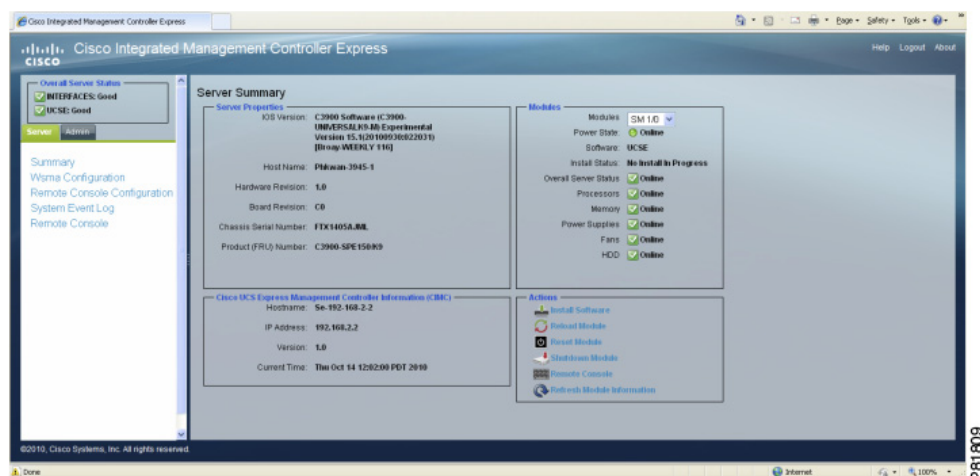 Cisco Integrated Management Controller Express
Page Safety Tools
Cisco Integrated Management Controller Express
CISCO
Help Logout About
Overall Server Status
INTERFACES: Good
UCSE: Good
Server Admin
Summary
Wsma Configuration
Remote Console Configuration
System Event Log
Remote Console
Server Summary
Server Properties
IOS Version: C3900 Software (C3900-
UNIVERSALK9-M) Experimental
Version 15.1(20100930:022031)
[Broay-WEEKLY 116]
Host Name: Phkwan-3945-1
Hardware Revision: 1.0
Board Revision: C0
Chassis Serial Number: FTX1405AJML
Product (FRU) Number: C3900-SPE150/K9
Modules
Modules SM 1/0
Power State: Online
Software: UCSE
Install Status: No Install In Progress
Overall Server Status Online
Processors Online
Memory Online
Power Supplies Online
Fans Online
HDD Online
Cisco UCS Express Management Controller Information (CIMC)
Hostname: Se-192-168-2-2
IP Address: 192.168.2.2
Version: 1.0
Current Time: Thu Oct 14 12:02:00 PDT 2010
Actions
Install Software
Reload Module
Reset Module
Shutdown Module
Remote Console
Refresh Module Information
©2010, Cisco Systems, Inc. All rights reserved.
Done
Internet
100%